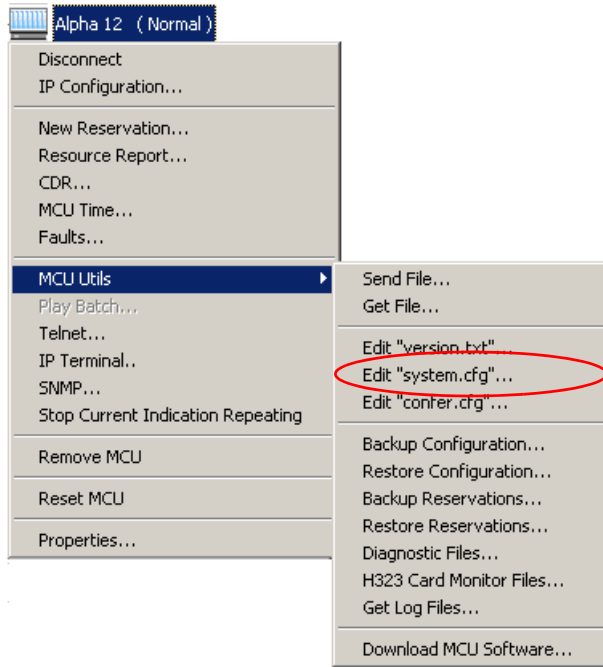 Alpha 12 ( Normal )
Disconnect
IP Configuration...
New Reservation...
Resource Report...
CDR...
MCU Time...
Faults...
MCU Utils
Play Batch...
Telnet...
IP Terminal..
SNMP...
Stop Current Indication Repeating
Remove MCU
Reset MCU
Properties...
Send File...
Get File...
Edit "version.txt"...
Edit "system.cfg"...
Edit "confer.cfg"...
Backup Configuration...
Restore Configuration...
Backup Reservations...
Restore Reservations...
Diagnostic Files...
H323 Card Monitor Files...
Get Log Files...
Download MCU Software...